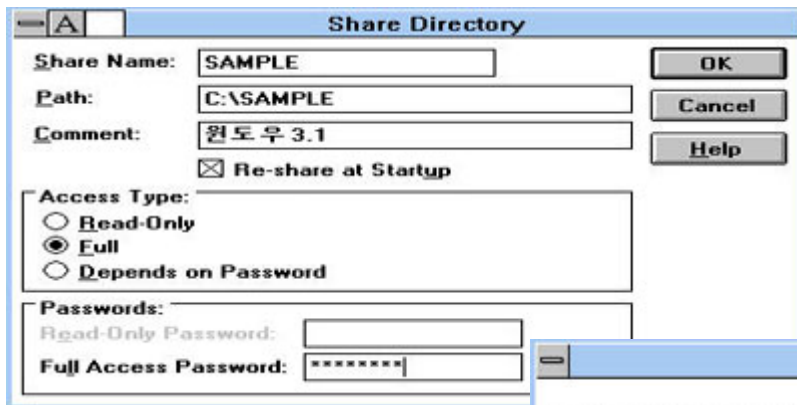 A Share Directory
Share Name: SAMPLE
OK
Path: C:\SAMPLE
Cancel
Comment: 윈도우 3.1
Help
Re-share at Startup
Access Type:
Read-Only
Full
Depends on Password
Passwords:
Read-Only Password:
Full Access Password: ********